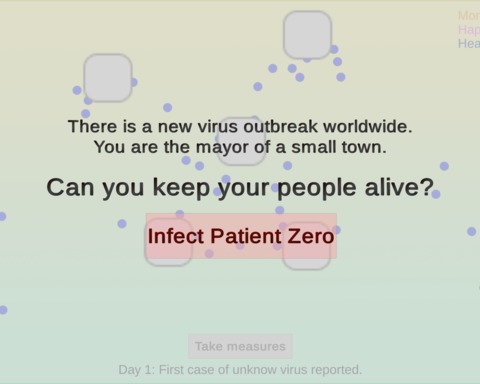 Mor
Hap
Hea
There is a new virus outbreak worldwide.
You are the mayor of a small town.
Can you keep your people alive?
Infect Patient Zero
Take measures
Day 1: First case of unknow virus reported.